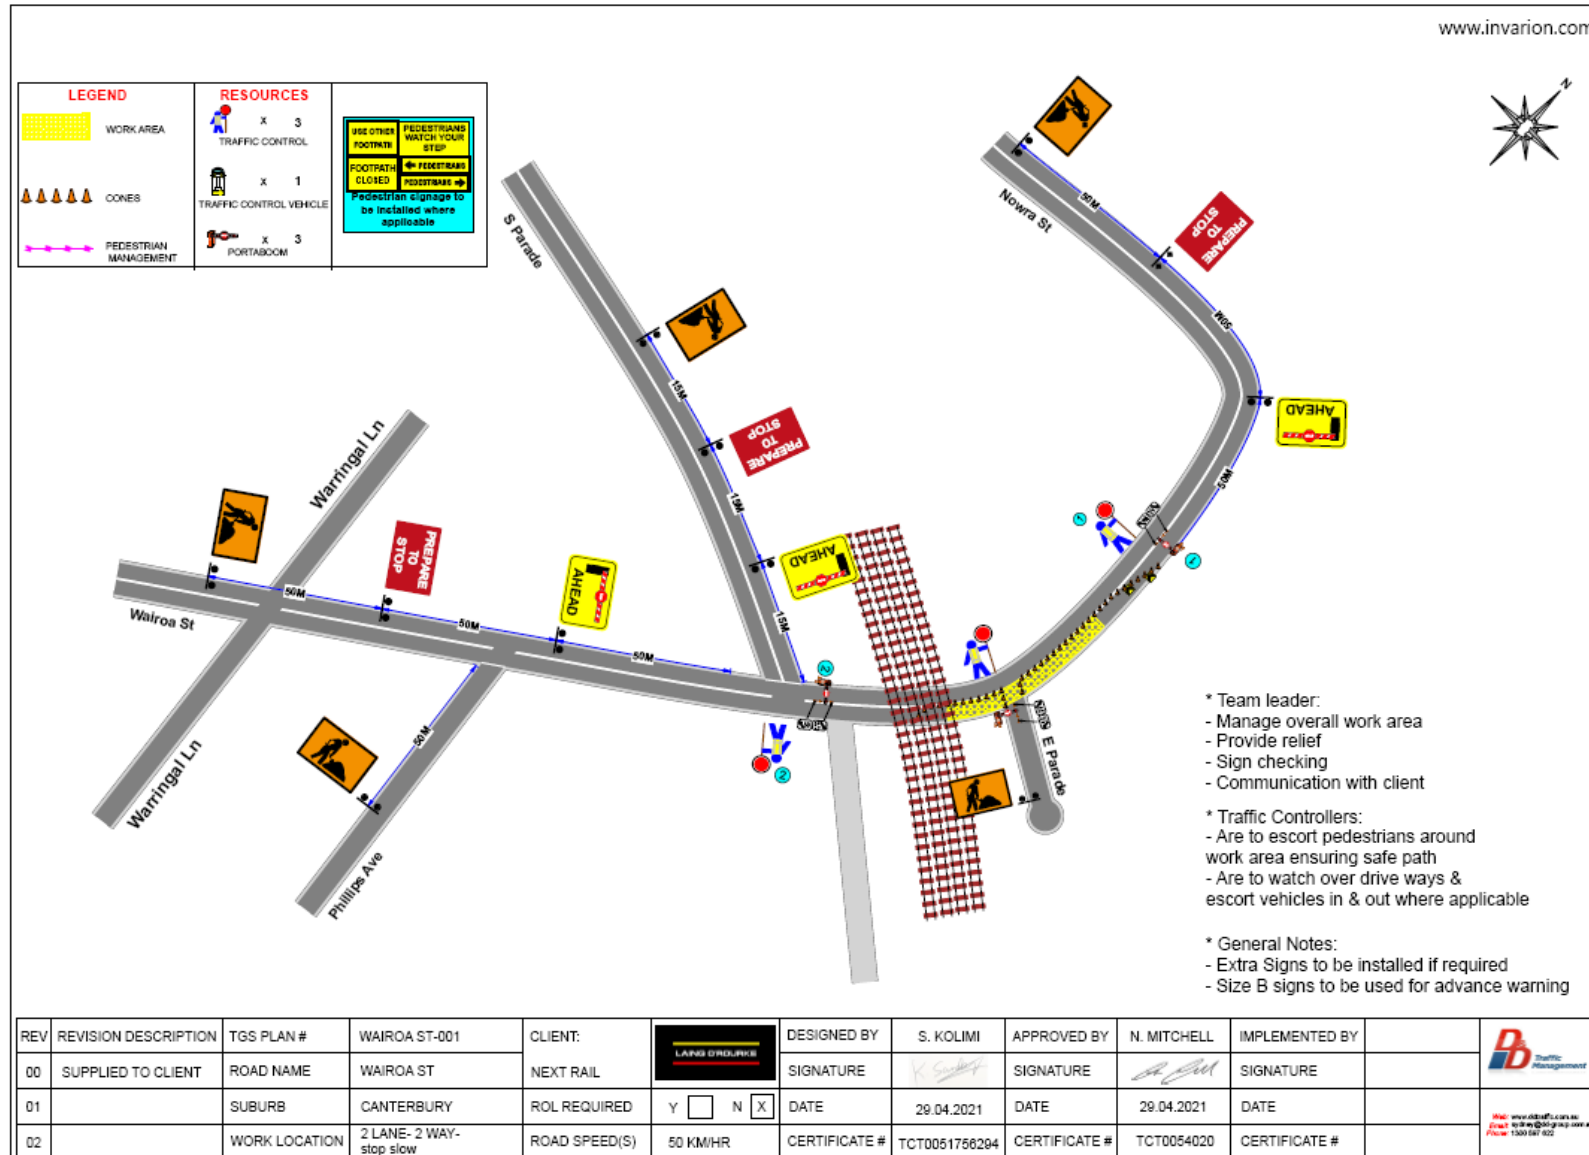 www.invarion.com
N
LEGEND
WORK AREA
CONES
PEDESTRIAN
MANAGEMENT
RESOURCES
x 3
TRAFFIC CONTROL
x 1
TRAFFIC CONTROL VEHICLE
x 3
PORTABOOM
USE OTHER
FOOTPATH
PEDESTRIANS
WATCH YOUR
STEP
FOOTPATH
CLOSED
PEDESTRIANS
PEDESTRIANS
Pedestrian signage to
be installed where
applicable
S Parade
Nowra St
50M
PREPARE
TO
STOP
50M
AHEAD
50M
15M
PREPARE
TO
STOP
15M
AHEAD
15M
Warringal Ln
Wairoa St
50M
PREPARE
TO
STOP
50M
AHEAD
50M
Warringal Ln
50M
Phillips Ave
2
2
E Parade
* Team leader:
- Manage overall work area
- Provide relief
- Sign checking
- Communication with client
* Traffic Controllers:
- Are to escort pedestrians around
work area ensuring safe path
- Are to watch over drive ways &
escort vehicles in & out where applicable
* General Notes:
- Extra Signs to be installed if required
- Size B signs to be used for advance warning
REV REVISION DESCRIPTION TGS PLAN # WAIROA ST-001 CLIENT: LAING O'ROURKE DESIGNED BY S. KOLIMI APPROVED BY N. MITCHELL IMPLEMENTED BY
00 SUPPLIED TO CLIENT ROAD NAME WAIROA ST NEXT RAIL SIGNATURE SIGNATURE SIGNATURE
01 SUBURB CANTERBURY ROL REQUIRED Y N X DATE 29.04.2021 DATE 29.04.2021 DATE
02 WORK LOCATION 2 LANE- 2 WAY-
stop slow
ROAD SPEED(S) 50 KM/HR CERTIFICATE # TCT0051756294 CERTIFICATE # TCT0054020 CERTIFICATE #
DD Traffic
Management